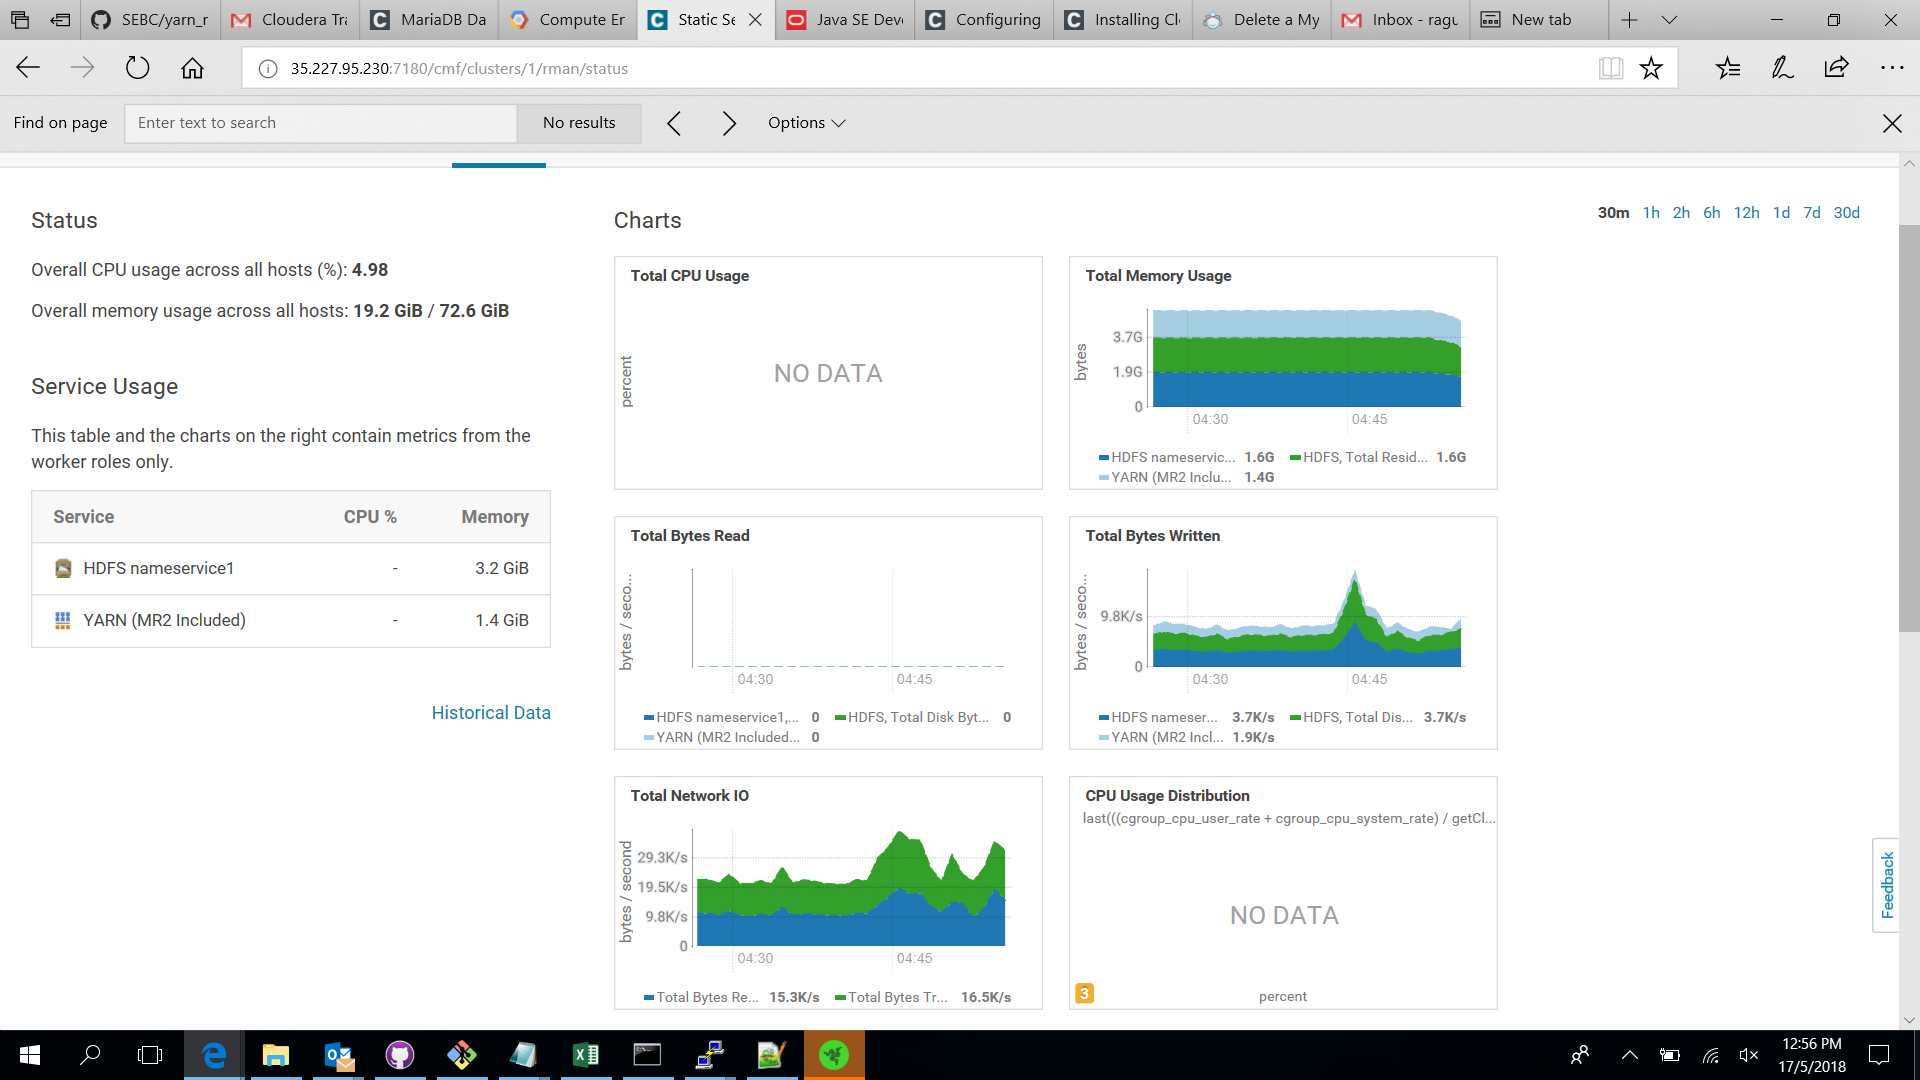 SEBC/yarn_r
Cloudera Tra
MariaDB Da
Compute En
Static Se
Java SE Deve
Configuring
Installing Cl
Delete a My
Inbox - ragu
New tab
35.227.95.230:7180/cmf/clusters/1/rman/status
Find on page
Enter text to search
No results
Options
Status
Overall CPU usage across all hosts (%): 4.98
Overall memory usage across all hosts: 19.2 GiB / 72.6 GiB
Service Usage
This table and the charts on the right contain metrics from the
worker roles only.
Service CPU % Memory
HDFS nameservice1 - 3.2 GiB
YARN (MR2 Included) - 1.4 GiB
Historical Data
Charts
30m 1h 2h 6h 12h 1d 7d 30d
Total CPU Usage
percent
NO DATA
Total Memory Usage
bytes
3.7G
1.9G
0
04:30 04:45
HDFS nameservic... 1.6G HDFS, Total Resid... 1.6G
YARN (MR2 Inclu... 1.4G
Total Bytes Read
bytes / seco...
04:30 04:45
HDFS nameservice1,... 0 HDFS, Total Disk Byt... 0
YARN (MR2 Included... 0
Total Bytes Written
bytes / seco...
9.8K/s
0
04:30 04:45
HDFS nameser... 3.7K/s HDFS, Total Dis... 3.7K/s
YARN (MR2 Incl... 1.9K/s
Total Network IO
bytes / second
29.3K/s
19.5K/s
9.8K/s
0
04:30 04:45
Total Bytes Re... 15.3K/s Total Bytes Tr... 16.5K/s
CPU Usage Distribution
last(((cgroup_cpu_user_rate + cgroup_cpu_system_rate) / getCl...
NO DATA
3
percent
Feedback
12:56 PM
17/5/2018